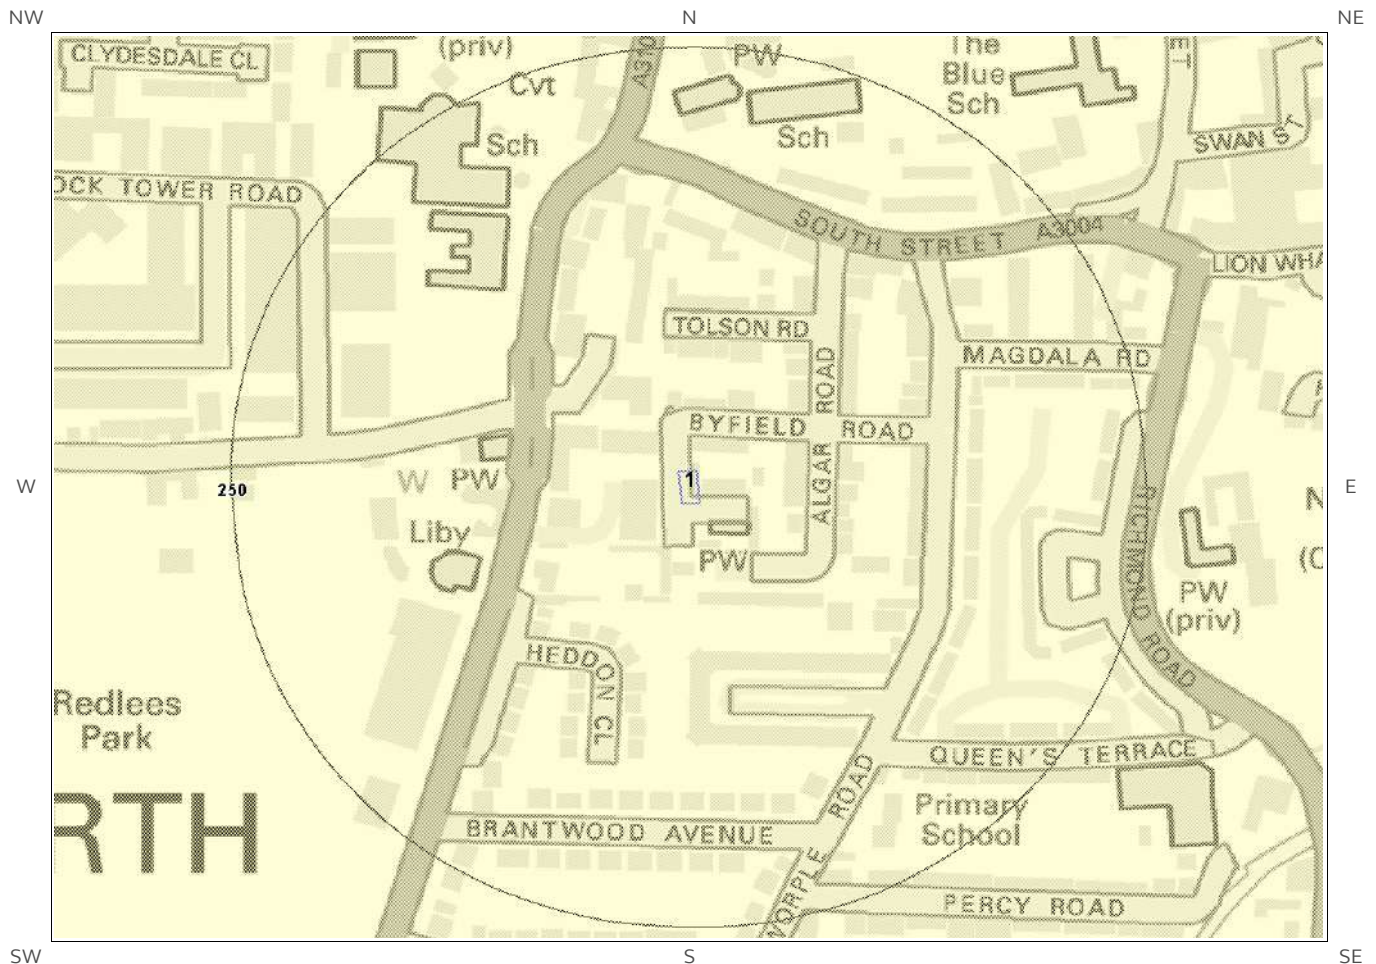 NW
N
NE
CLYDESDALE CL
(priv)
Cvt
A310
PW
The
Blue
Sch
ET
SWAN ST
Sch
Sch
OCK TOWER ROAD
SOUTH STREET A3004
LION WHA
TOLSON RD
MAGDALA RD
BYFIELD ROAD
ALGAR ROAD
W
250
W
PW
1
E
N
Liby
PW
(C
PW
(priv)
RICHMOND ROAD
HEDDON CL
Redlees
Park
QUEEN'S TERRACE
RTH
Primary
School
BRANTWOOD AVENUE
WORPLE ROAD
PERCY ROAD
SW
S
SE